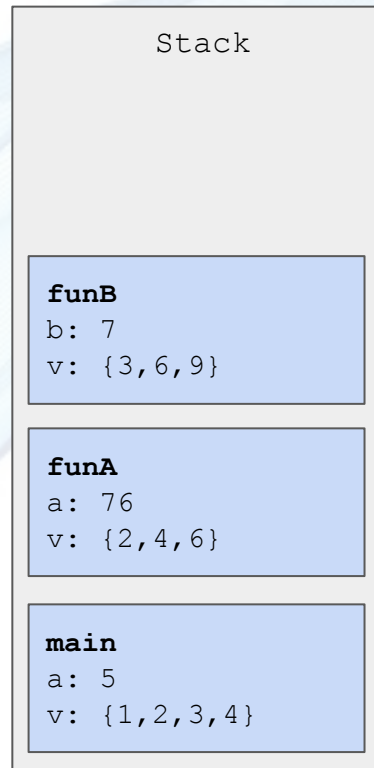 Stack
funB
b: 7
v: {3,6,9}
funA
a: 76
v: {2,4,6}
main
a: 5
v: {1,2,3,4}